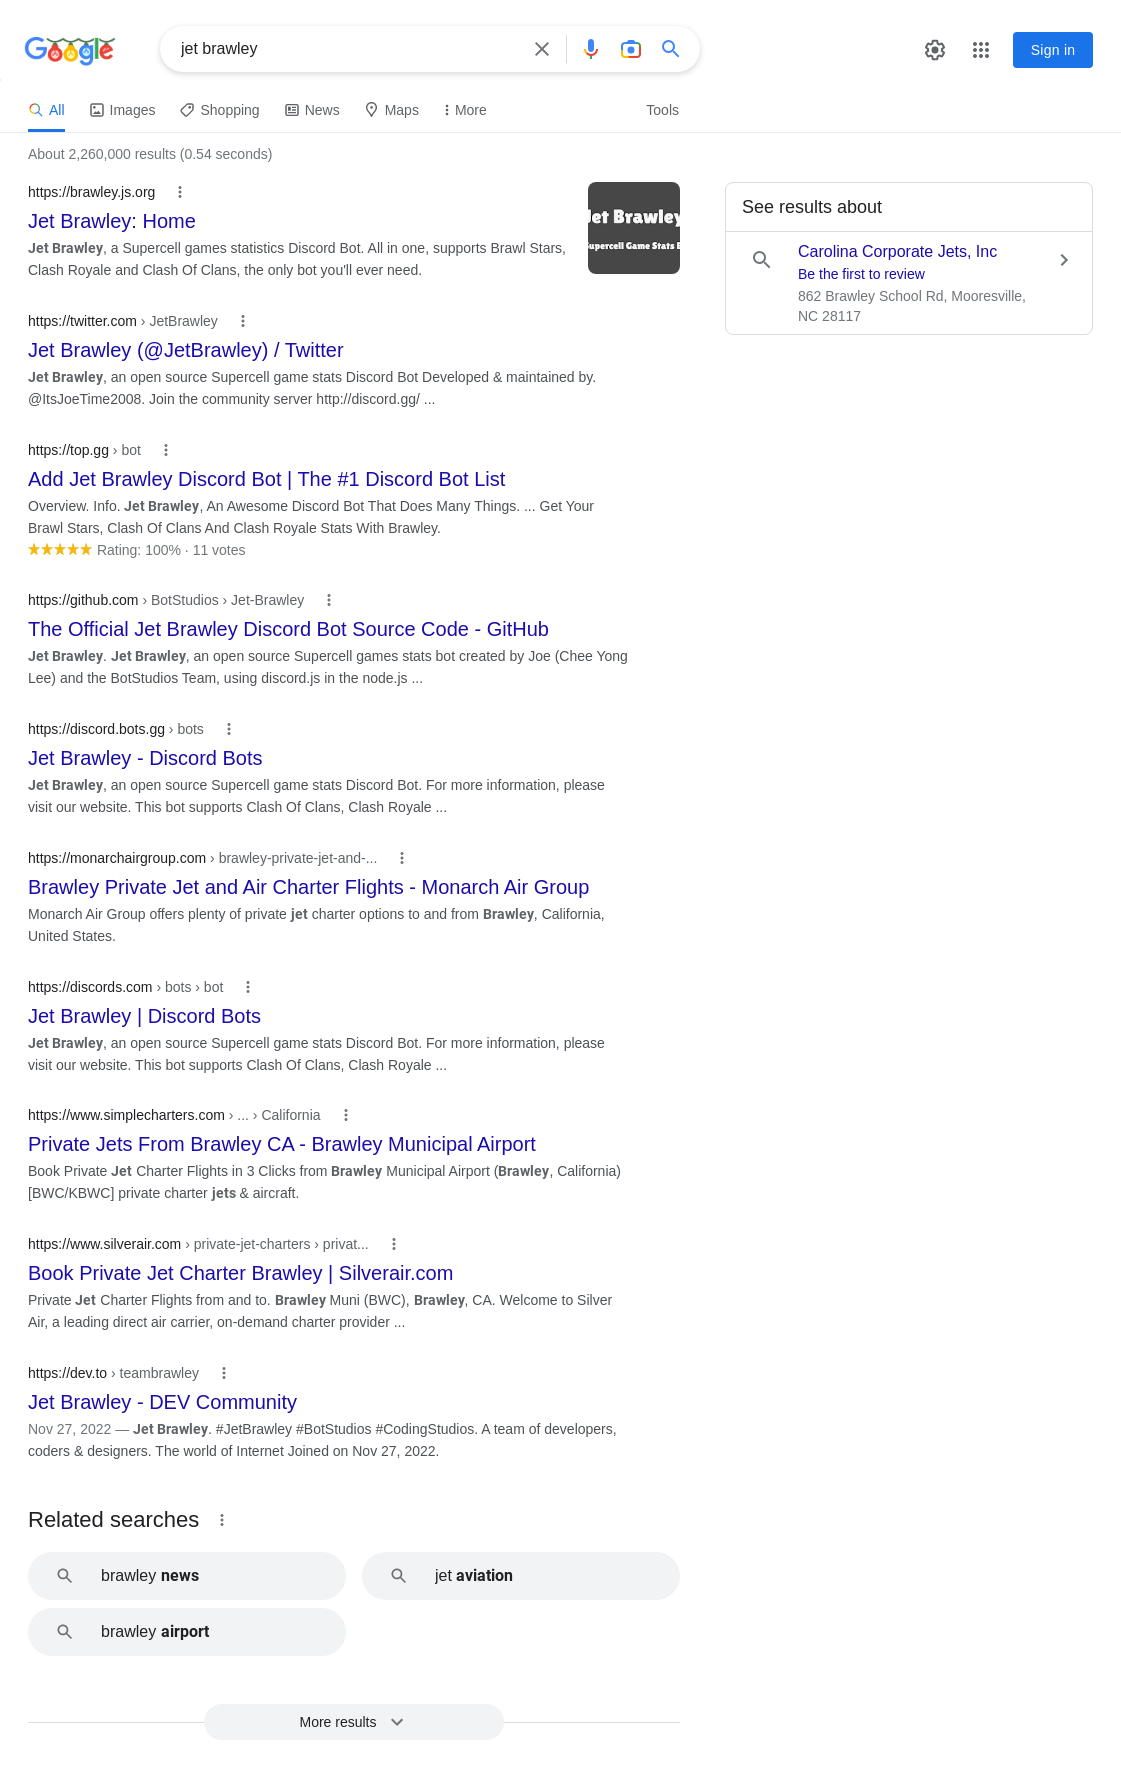 Google
jet brawley
Sign in
All Images Shopping News Maps More Tools
About 2,260,000 results (0.54 seconds)
https://brawley.js.org
Jet Brawley: Home
Jet Brawley, a Supercell games statistics Discord Bot. All in one, supports Brawl Stars,
Clash Royale and Clash Of Clans, the only bot you'll ever need.
Jet Brawley
Supercell Game Stats
https://twitter.com › JetBrawley
Jet Brawley (@JetBrawley) / Twitter
Jet Brawley, an open source Supercell game stats Discord Bot Developed & maintained by.
@ItsJoeTime2008. Join the community server http://discord.gg/ ...
https://top.gg › bot
Add Jet Brawley Discord Bot | The #1 Discord Bot List
Overview. Info. Jet Brawley, An Awesome Discord Bot That Does Many Things. ... Get Your
Brawl Stars, Clash Of Clans And Clash Royale Stats With Brawley.
Rating: 100% · 11 votes
https://github.com › BotStudios › Jet-Brawley
The Official Jet Brawley Discord Bot Source Code - GitHub
Jet Brawley. Jet Brawley, an open source Supercell games stats bot created by Joe (Chee Yong
Lee) and the BotStudios Team, using discord.js in the node.js ...
https://discord.bots.gg › bots
Jet Brawley - Discord Bots
Jet Brawley, an open source Supercell game stats Discord Bot. For more information, please
visit our website. This bot supports Clash Of Clans, Clash Royale ...
https://monarchairgroup.com › brawley-private-jet-and-...
Brawley Private Jet and Air Charter Flights - Monarch Air Group
Monarch Air Group offers plenty of private jet charter options to and from Brawley, California,
United States.
https://discords.com › bots › bot
Jet Brawley | Discord Bots
Jet Brawley, an open source Supercell game stats Discord Bot. For more information, please
visit our website. This bot supports Clash Of Clans, Clash Royale ...
https://www.simplecharters.com › ... › California
Private Jets From Brawley CA - Brawley Municipal Airport
Book Private Jet Charter Flights in 3 Clicks from Brawley Municipal Airport (Brawley, California)
[BWC/KBWC] private charter jets & aircraft.
https://www.silverair.com › private-jet-charters › privat...
Book Private Jet Charter Brawley | Silverair.com
Private Jet Charter Flights from and to. Brawley Muni (BWC), Brawley, CA. Welcome to Silver
Air, a leading direct air carrier, on-demand charter provider ...
https://dev.to › teambrawley
Jet Brawley - DEV Community
Nov 27, 2022 — Jet Brawley. #JetBrawley #BotStudios #CodingStudios. A team of developers,
coders & designers. The world of Internet Joined on Nov 27, 2022.
See results about
Carolina Corporate Jets, Inc
Be the first to review
862 Brawley School Rd, Mooresville,
NC 28117
Related searches
brawley news
jet aviation
brawley airport
More results